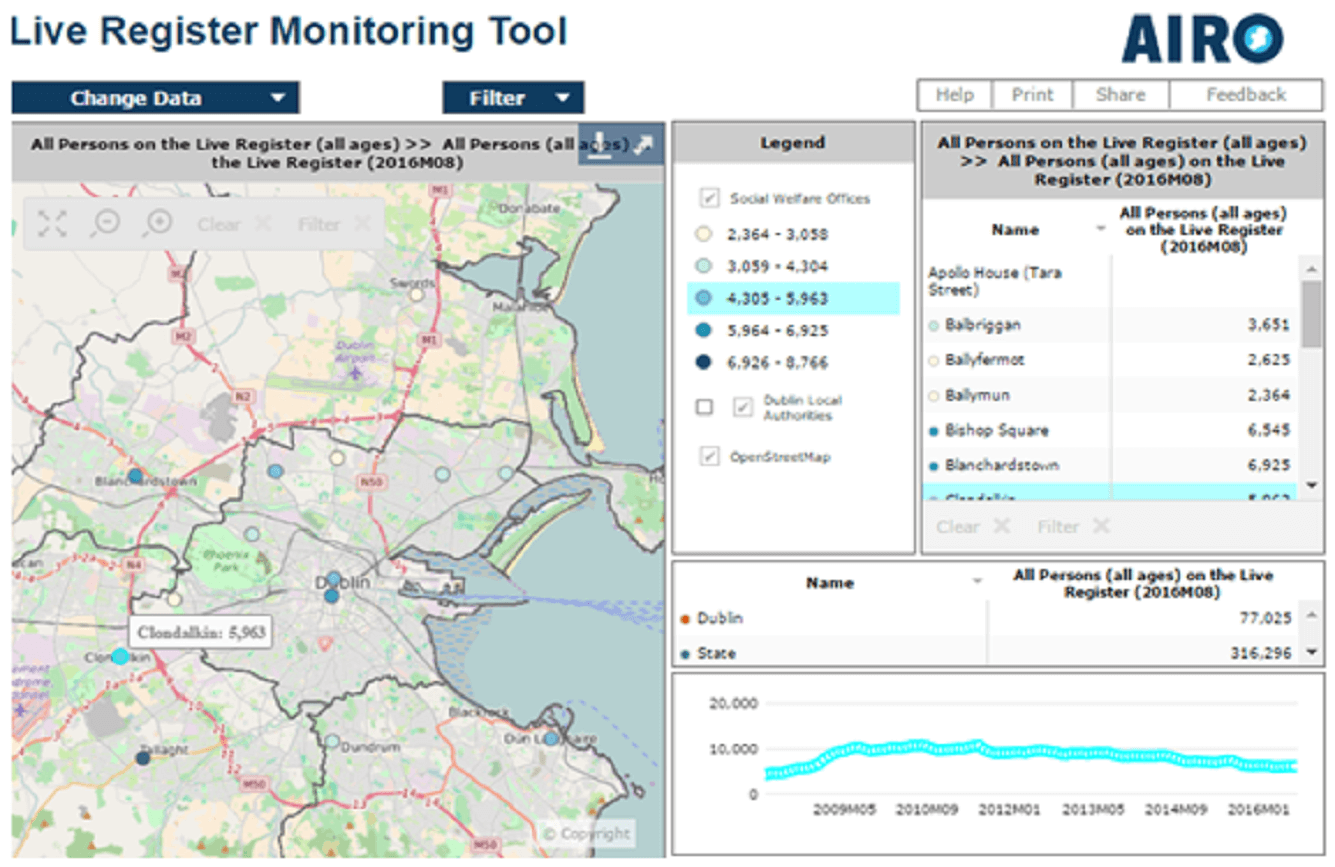 Live Register Monitoring Tool
AIRO
Change Data
Filter
Help
Print
Share
Feedback
All Persons on the Live Register (all ages) >> All Persons (all ages)
the Live Register (2016M08)
Clear
Filter
Donabate
M1
Swords
Malahide
M2
M2
M1
Dublin
Airport
N2
Blanchardstown
N50
Phoenix
Park
N4
Dublin
Clondalkin: 5,963
Clondalkin
Blackrock
Dún Laoghaire
Dundrum
Tallaght
M50
M50
© Copyright
Legend
Social Welfare Offices
2,364 - 3,058
3,059 - 4,304
4,305 - 5,963
5,964 - 6,925
6,926 - 8,766
Dublin Local
Authorities
OpenStreetMap
All Persons on the Live Register (all ages)
>> All Persons (all ages) on the Live
Register (2016M08)
Name
All Persons (all ages)
on the Live Register
(2016M08)
Apollo House (Tara
Street)
Balbriggan 3,651
Ballyfermot 2,625
Ballymun 2,364
Bishop Square 6,545
Blanchardstown 6,925
Clondalkin 5,963
Clear
Filter
Name
All Persons (all ages) on the Live
Register (2016M08)
Dublin 77,025
State 316,296
20,000
10,000
0
2009M05 2010M09 2012M01 2013M05 2014M09 2016M01